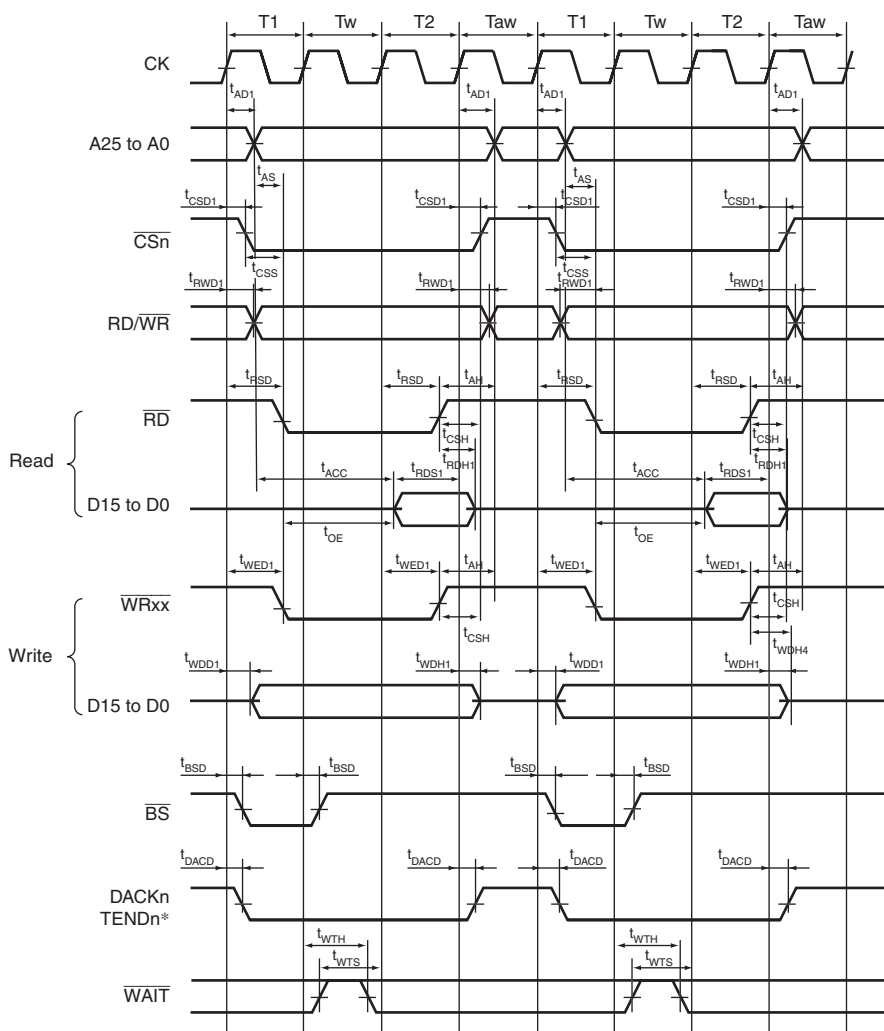 T1 Tw T2 Taw T1 Tw T2 Taw
CK
tAD1 tAD1 tAD1 tAD1
A25 to A0
tAS tAS
tCSD1 tCSD1 tCSD1 tCSD1
CSn
tCSS tCSS
tRWD1 tRWD1 tRWD1 tRWD1
RD/WR
tRSD tRSD tAH tRSD tRSD tAH
RD
tCSH tCSH
Read
tRDH1 tRDH1
tACC tRDS1 tACC tRDS1
D15 to D0
tOE tOE
tWED1 tWED1 tAH tWED1 tWED1 tAH
WRxx
tCSH tCSH
Write
tWDH4
tWDD1 tWDH1 tWDD1 tWDH1
D15 to D0
tBSD tBSD tBSD tBSD
BS
tDACD tDACD tDACD tDACD
DACKn
TENDn*
tWTH tWTH
tWTS tWTS
WAIT